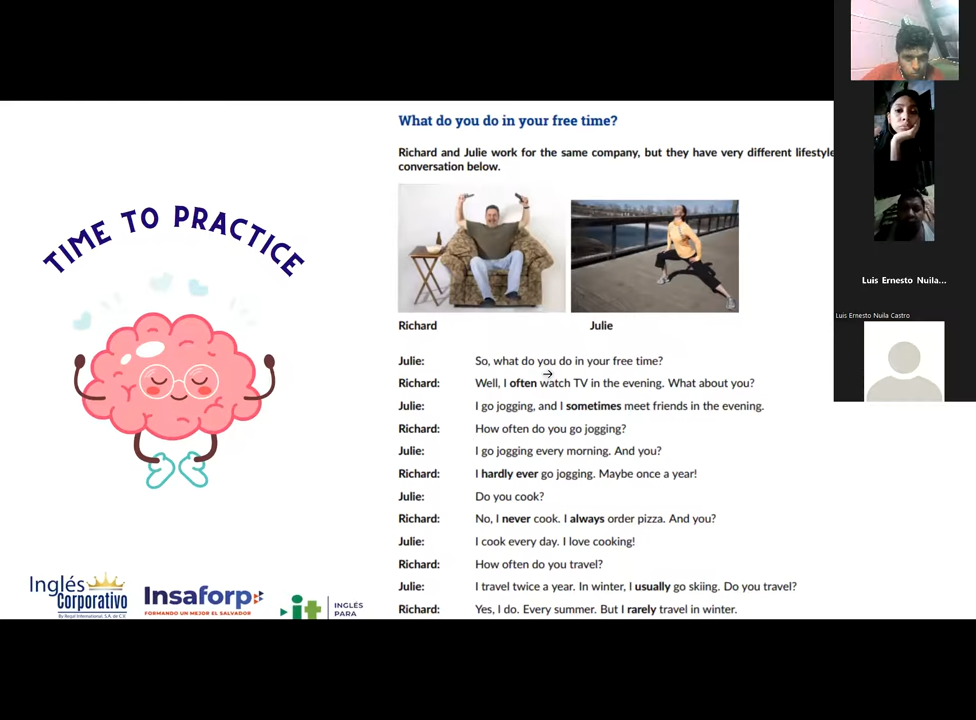 TIME TO PRACTICE
Inglés
Corporativo
By Regal International, S.A. de C.V.
Insaforp
FORMANDO UN MEJOR EL SALVADOR
it
INGLÉS
PARA
What do you do in your free time?
Richard and Julie work for the same company, but they have very different lifestyle
conversation below.
Richard
Julie
Julie: So, what do you do in your free time?
Richard: Well, I often watch TV in the evening. What about you?
Julie: I go jogging, and I sometimes meet friends in the evening.
Richard: How often do you go jogging?
Julie: I go jogging every morning. And you?
Richard: I hardly ever go jogging. Maybe once a year!
Julie: Do you cook?
Richard: No, I never cook. I always order pizza. And you?
Julie: I cook every day. I love cooking!
Richard: How often do you travel?
Julie: I travel twice a year. In winter, I usually go skiing. Do you travel?
Richard: Yes, I do. Every summer. But I rarely travel in winter.
Luis Ernesto Nuila...
Luis Ernesto Nuila Castro